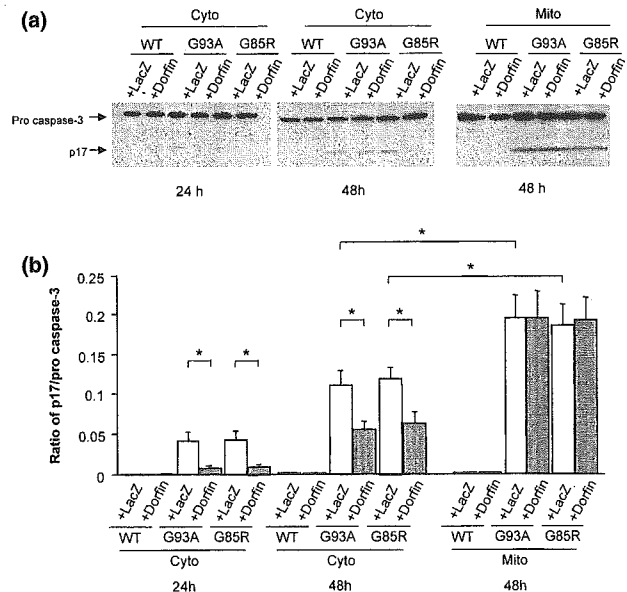 (a)
Cyto Cyto Mito
WT G93A G85R WT G93A G85R WT G93A G85R
+LacZ +Dorfin +LacZ +Dorfin +LacZ +Dorfin +LacZ +Dorfin +LacZ +Dorfin +LacZ +Dorfin +LacZ +Dorfin +LacZ +Dorfin +LacZ +Dorfin
Pro caspase-3
p17
24 h 48h 48 h
(b)
* 
*
0.25
0.2
0.15
0.1
0.05
0
Ratio of p17/pro caspase-3
* * * *
+LacZ +Dorfin +LacZ +Dorfin +LacZ +Dorfin +LacZ +Dorfin +LacZ +Dorfin +LacZ +Dorfin +LacZ +Dorfin +LacZ +Dorfin +LacZ +Dorfin
WT G93A G85R WT G93A G85R WT G93A G85R
Cyto Cyto Mito
24h 48h 48h